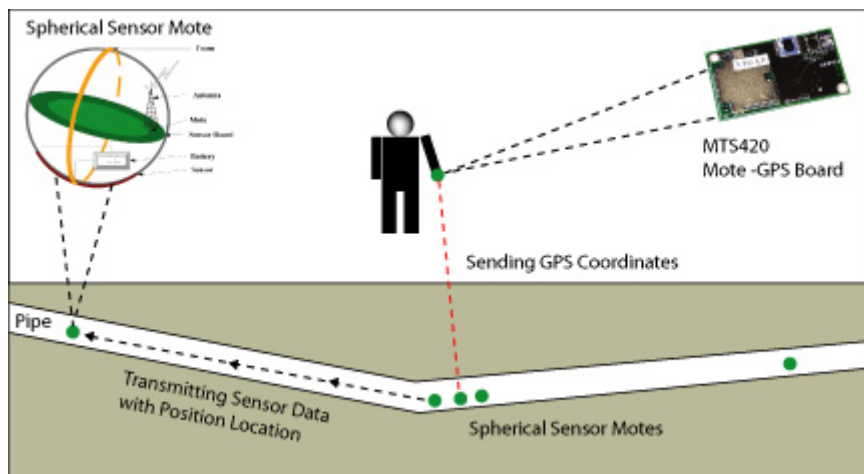 Spherical Sensor Mote
Foam
Antenna
Mote
Sensor Board
Battery
Sensor
MTS420
Mote -GPS Board
Sending GPS Coordinates
Pipe
Transmitting Sensor Data
with Position Location
Spherical Sensor Motes